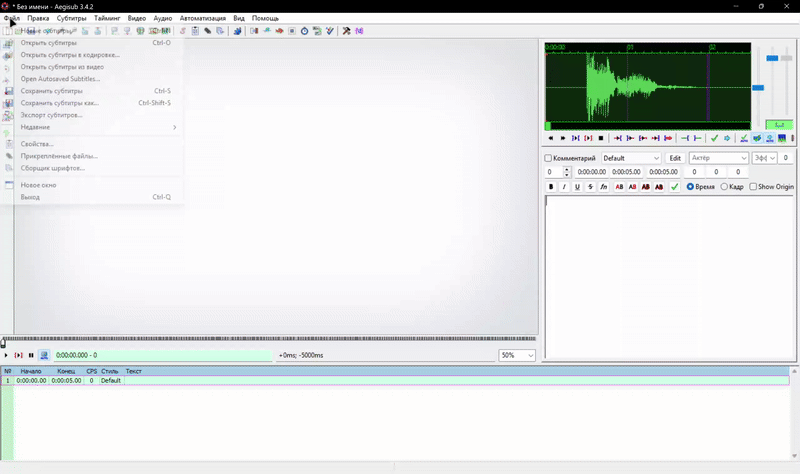 * Без имени - Aegisub 3.4.2
Файл Правка Субтитры Тайминг Видео Аудио Автоматизация Вид Помощь
Новые субтитры
Открыть субтитры Ctrl-O
Открыть субтитры в кодировке...
Открыть субтитры из видео
Open Autosaved Subtitles...
Сохранить субтитры Ctrl-S
Сохранить субтитры как... Ctrl-Shift-S
Экспорт субтитров...
Недавние
Свойства...
Прикреплённые файлы...
Сборщик шрифтов...
Новое окно
Выход Ctrl-Q
0:00:00 01 02
Комментарий Default Edit Актёр Эфф 0
0 0:00:00.00 0:00:05.00 0:00:05.00 0 0 0
B I U S fn AB AB AB AB Время Кадр Show Origin
0:00:00.000 - 0 +0ms; -5000ms 50%
№ Начало Конец CPS Стиль Текст
1 0:00:00.00 0:00:05.00 0 Default